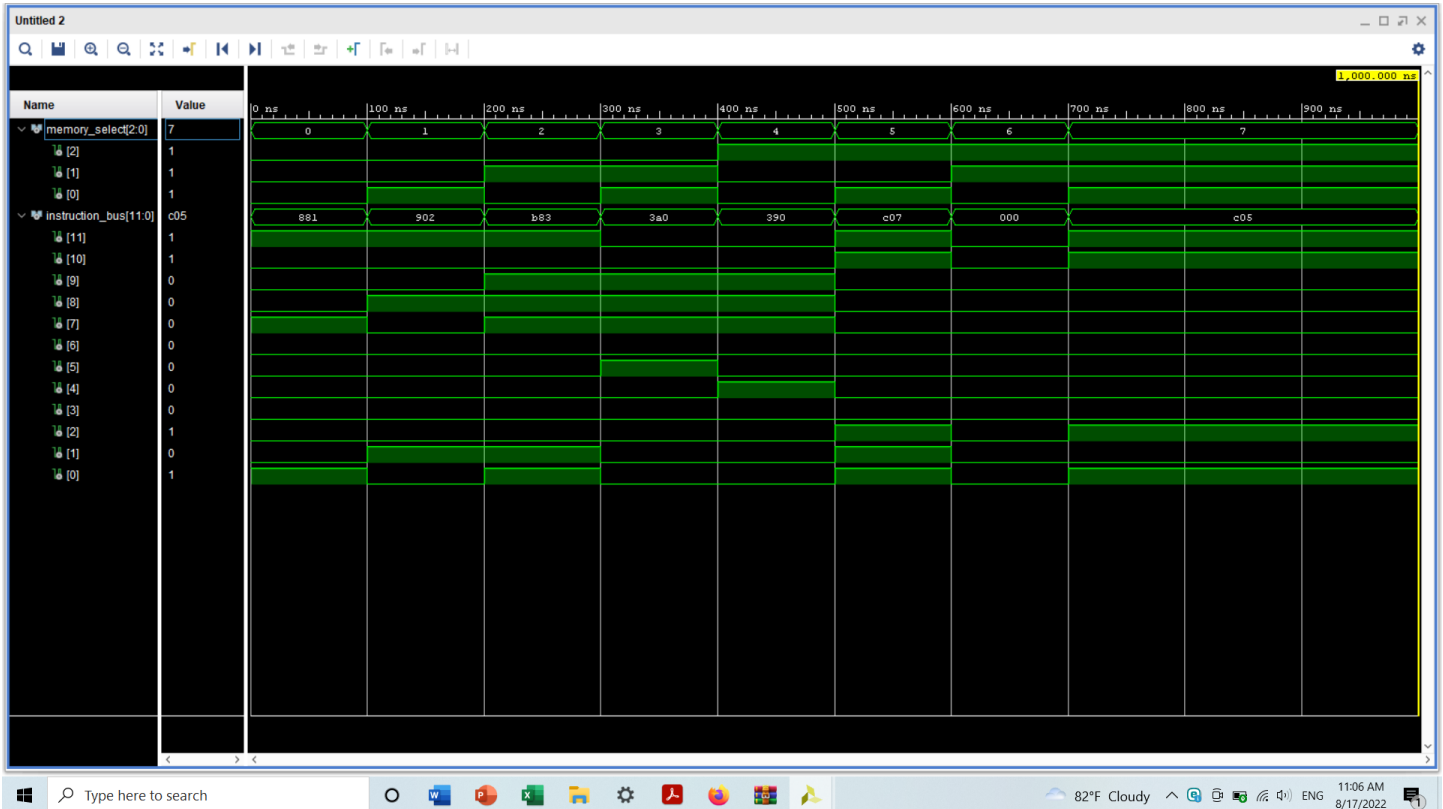 Untitled 2
1,000.000 ns
Name Value
0 ns 100 ns 200 ns 300 ns 400 ns 500 ns 600 ns 700 ns 800 ns 900 ns
memory_select[2:0] 7 0 1 2 3 4 5 6 7
[2] 1
[1] 1
[0] 1
instruction_bus[11:0] c05 881 902 b83 3a0 390 c07 000 c05
[11] 1
[10] 1
[9] 0
[8] 0
[7] 0
[6] 0
[5] 0
[4] 0
[3] 0
[2] 1
[1] 0
[0] 1
Type here to search
82°F Cloudy
ENG
11:06 AM
8/17/2022
1